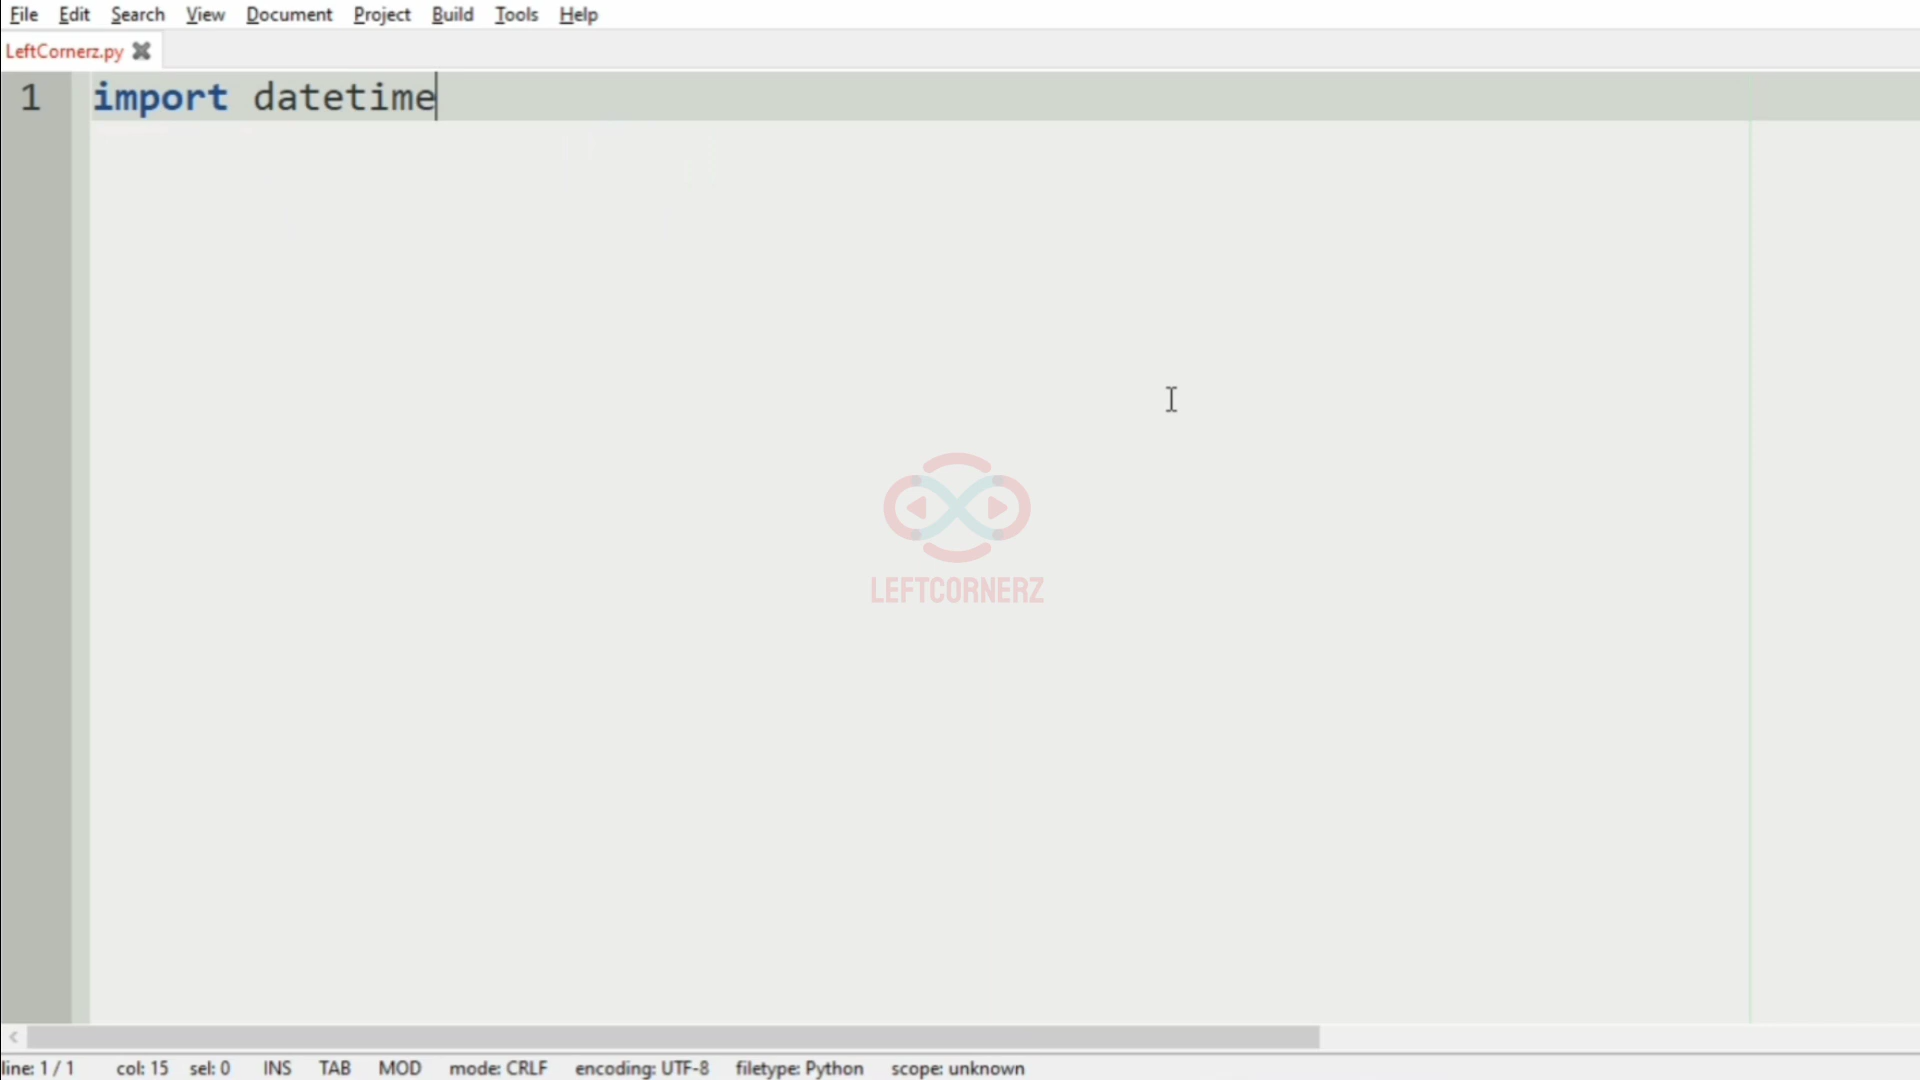 File Edit Search View Document Project Build Tools Help
LeftCornerz.py
1 import datetime
LEFTCORNERZ
line: 1 / 1 col: 15 sel: 0 INS TAB MOD mode: CRLF encoding: UTF-8 filetype: Python scope: unknown